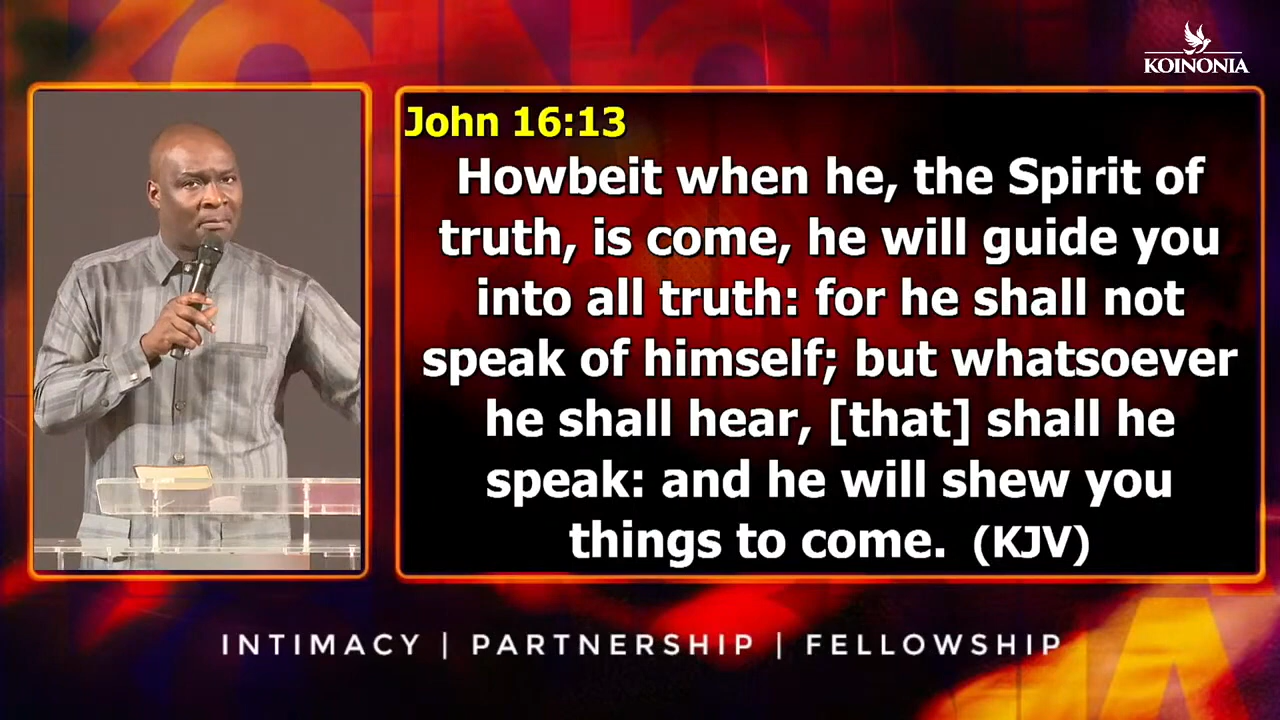 KOINONIA
John 16:13
Howbeit when he, the Spirit of
truth, is come, he will guide you
into all truth: for he shall not
speak of himself; but whatsoever
he shall hear, [that] shall he
speak: and he will shew you
things to come. (KJV)
INTIMACY | PARTNERSHIP | FELLOWSHIP